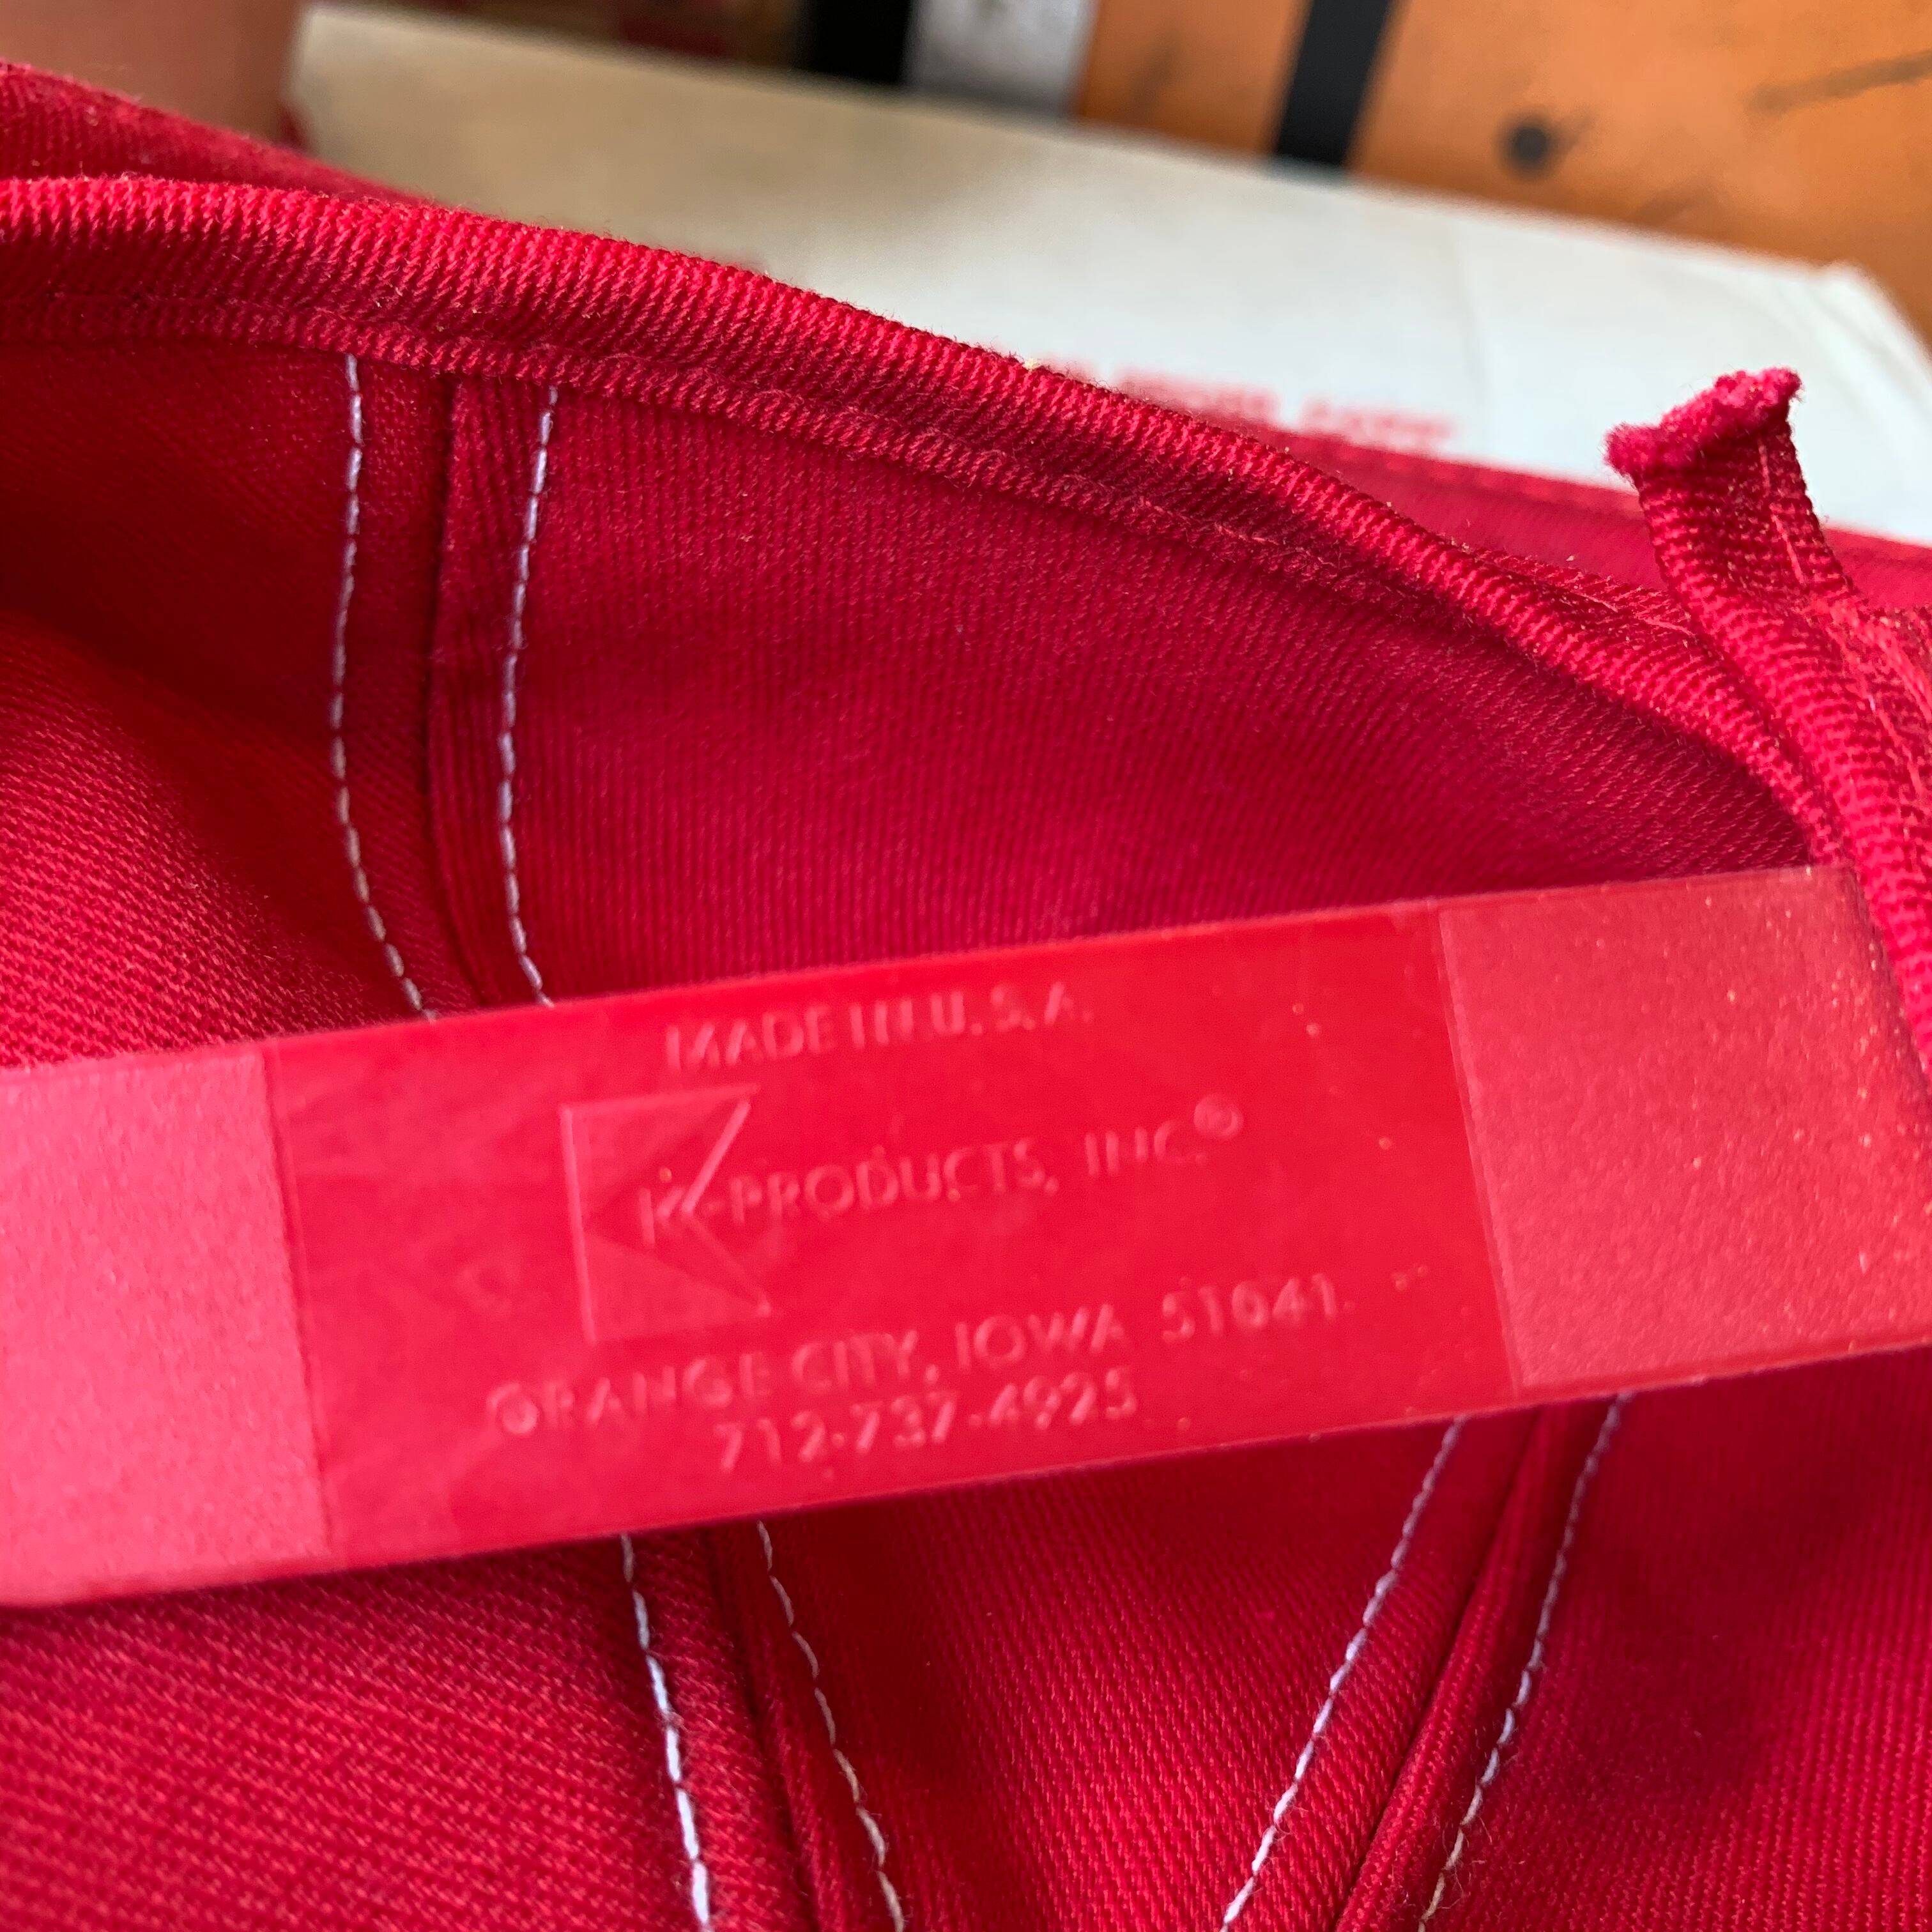 MADE IN U.S.A.
K-PRODUCTS, INC.®
ORANGE CITY, IOWA 51041
712-737-4925